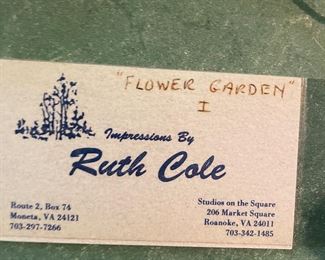 "FLOWER GARDEN"
I
Impressions By
Ruth Cole
Route 2, Box 74
Moneta, VA 24121
703-297-7266
Studios on the Square
206 Market Square
Roanoke, VA 24011
703-342-1485